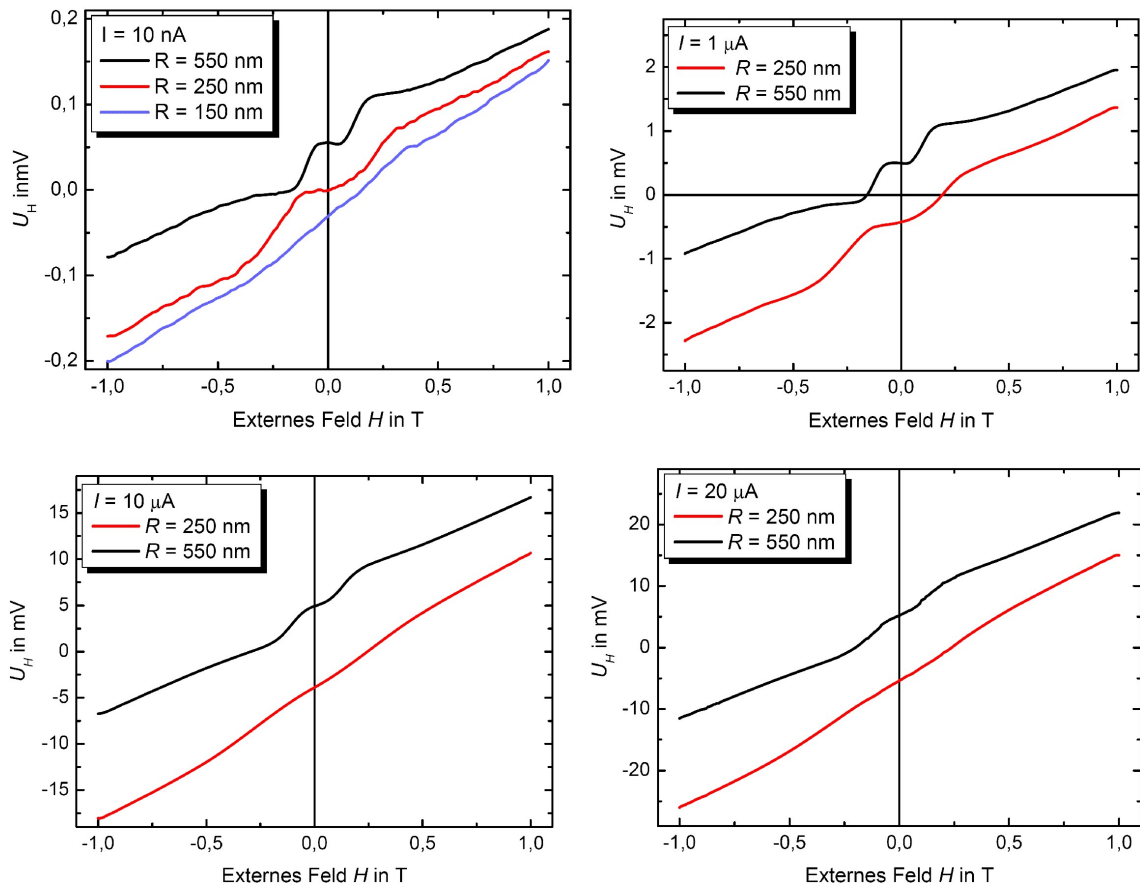 I = 10 nA
R = 550 nm
R = 250 nm
R = 150 nm
0,2
0,1
0,0
-0,1
-0,2
U_H inmV
-1,0 -0,5 0,0 0,5 1,0
Externes Feld H in T
I = 1 µA
R = 250 nm
R = 550 nm
2
1
0
-1
-2
U_H in mV
-1,0 -0,5 0,0 0,5 1,0
Externes Feld H in T
I = 10 µA
R = 250 nm
R = 550 nm
15
10
5
0
-5
-10
-15
U_H in mV
-1,0 -0,5 0,0 0,5 1,0
Externes Feld H in T
I = 20 µA
R = 250 nm
R = 550 nm
20
10
0
-10
-20
U_H in mV
-1,0 -0,5 0,0 0,5 1,0
Externes Feld H in T